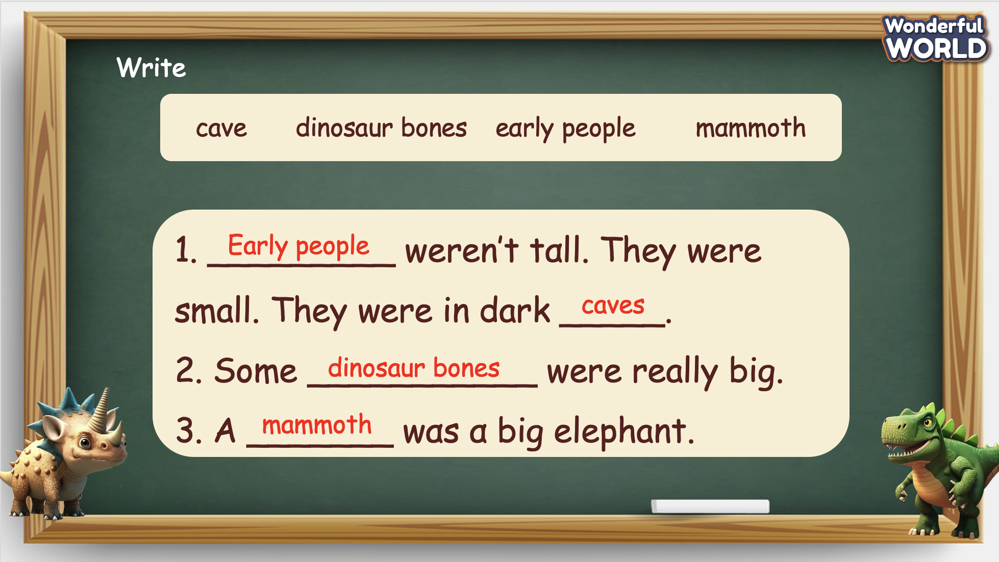 Wonderful
WORLD
Write
cave dinosaur bones early people mammoth
1. Early people weren't tall. They were
small. They were in dark caves.
2. Some dinosaur bones were really big.
3. A mammoth was a big elephant.